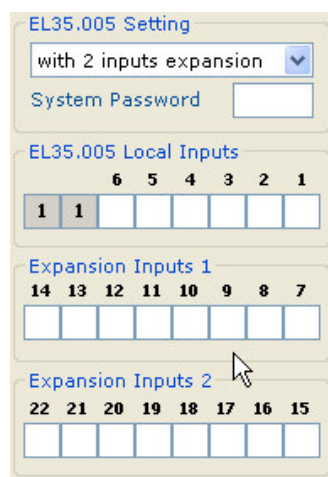 EL35.005 Setting
with 2 inputs expansion
System Password
EL35.005 Local Inputs
6 5 4 3 2 1
1 1
Expansion Inputs 1
14 13 12 11 10 9 8 7
Expansion Inputs 2
22 21 20 19 18 17 16 15